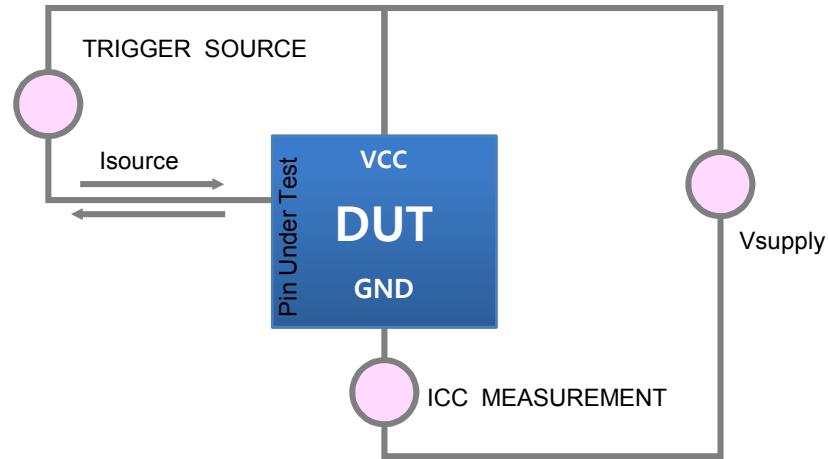 TRIGGER SOURCE
Isource
Pin Under Test
VCC
DUT
GND
Vsupply
ICC MEASUREMENT